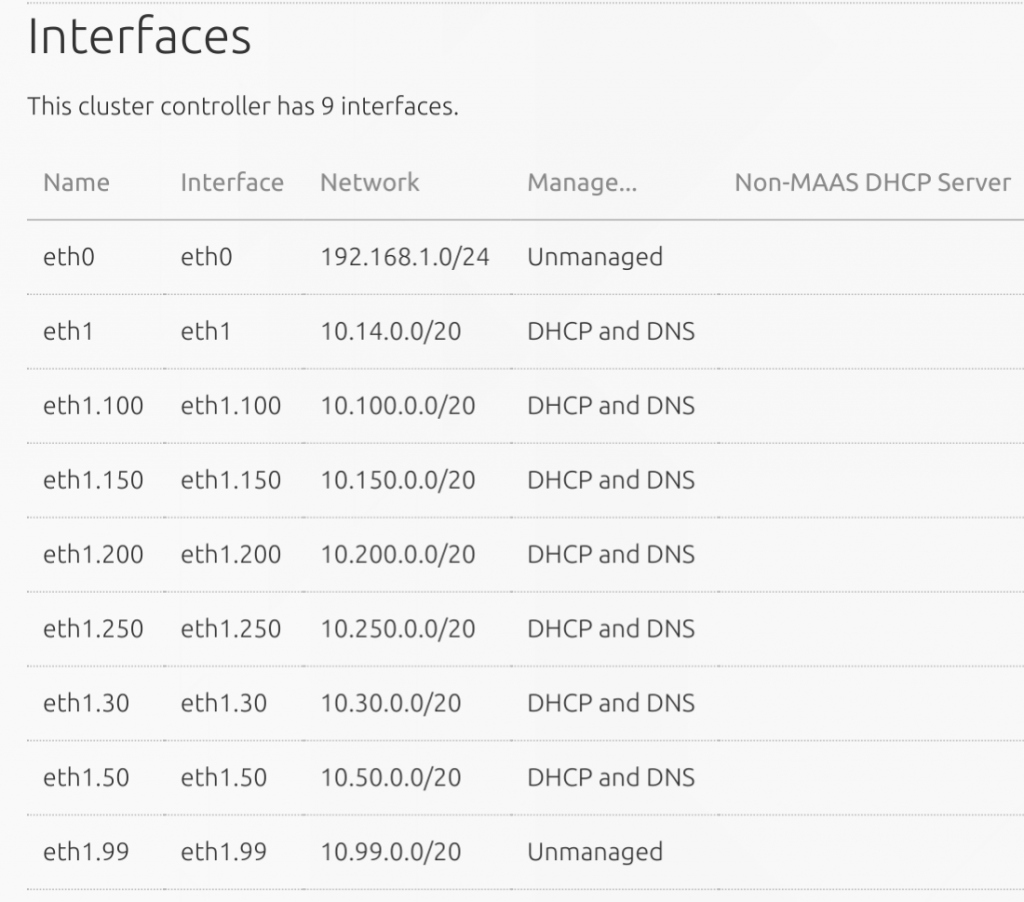 Interfaces
This cluster controller has 9 interfaces.
Name Interface Network Manage... Non-MAAS DHCP Server
eth0 eth0 192.168.1.0/24 Unmanaged
eth1 eth1 10.14.0.0/20 DHCP and DNS
eth1.100 eth1.100 10.100.0.0/20 DHCP and DNS
eth1.150 eth1.150 10.150.0.0/20 DHCP and DNS
eth1.200 eth1.200 10.200.0.0/20 DHCP and DNS
eth1.250 eth1.250 10.250.0.0/20 DHCP and DNS
eth1.30 eth1.30 10.30.0.0/20 DHCP and DNS
eth1.50 eth1.50 10.50.0.0/20 DHCP and DNS
eth1.99 eth1.99 10.99.0.0/20 Unmanaged